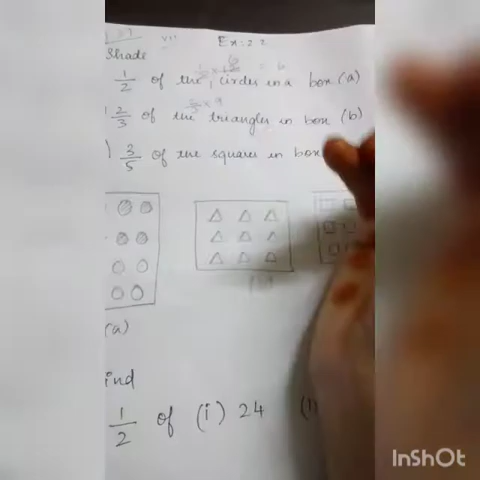 Ex: 2.2
Shade
1/2 of the circles in a box (a)
2/3 of the triangles in box (b)
) 3/5 of the squares in box
(a)
ind
1/2 of (i) 24
InShOt